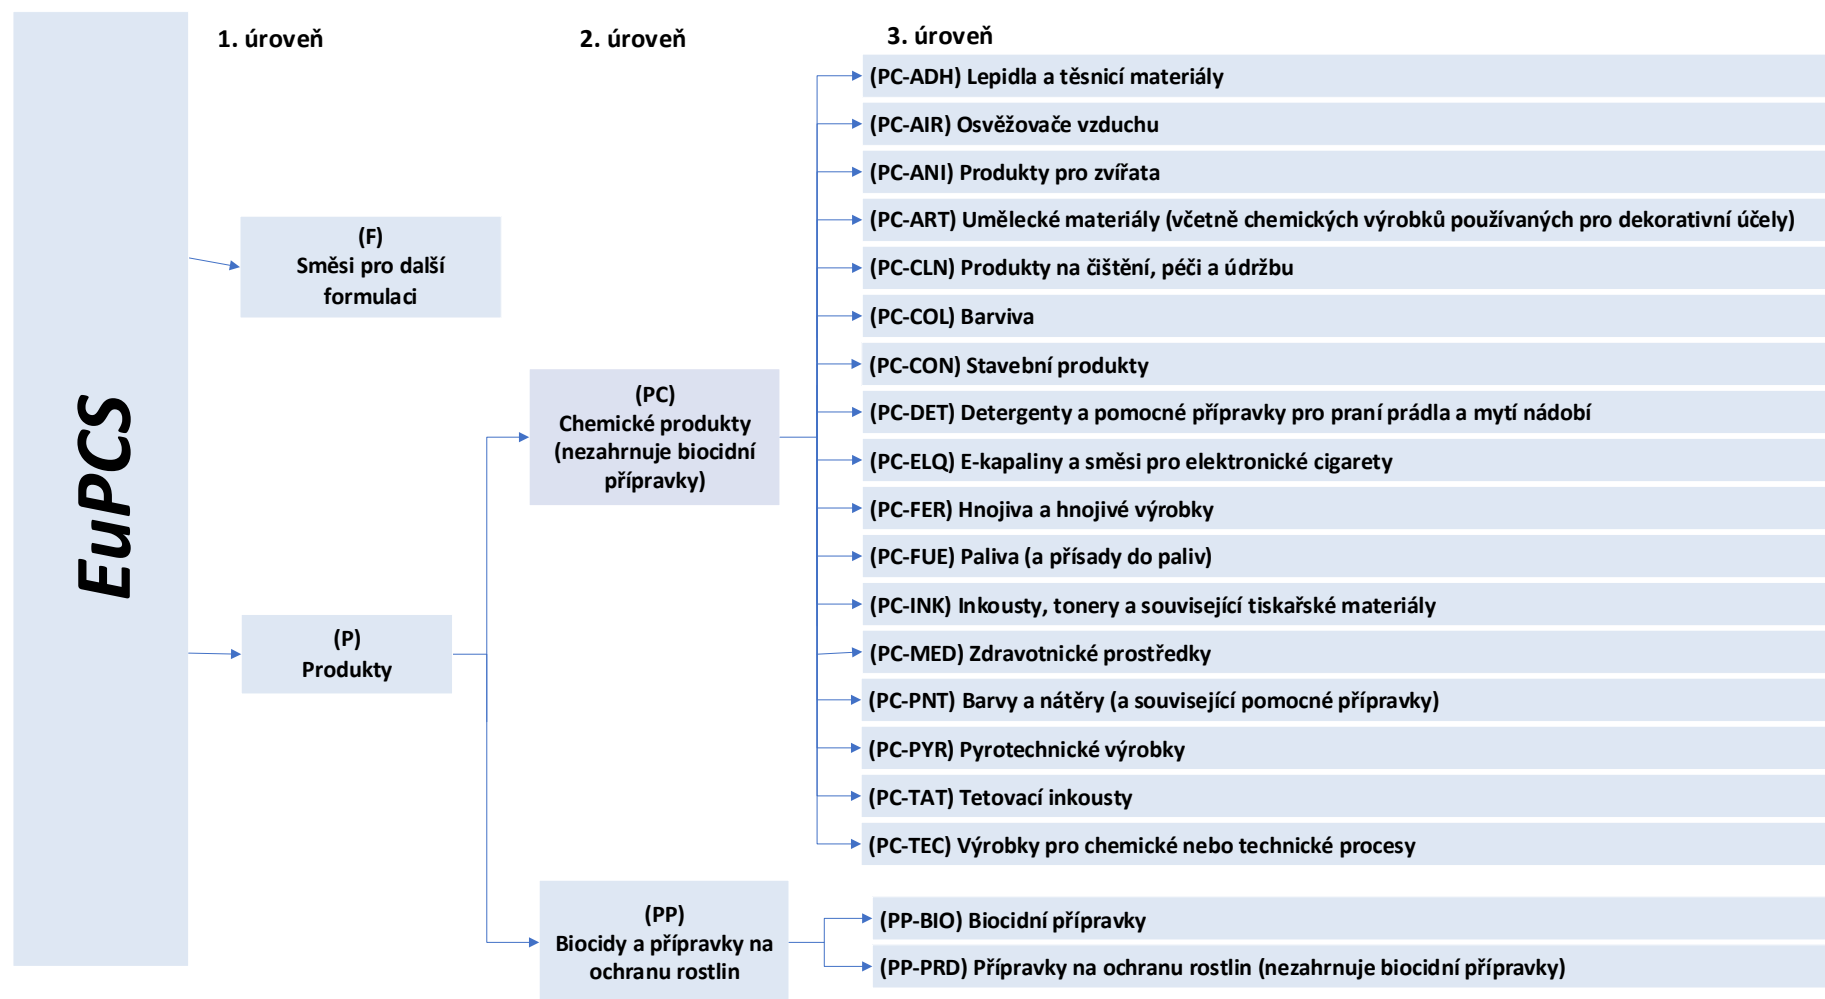 EuPCS
1. úroveň
2. úroveň
3. úroveň
(F)
Směsi pro další
formulaci
(P)
Produkty
(PC)
Chemické produkty
(nezahrnuje biocidní
přípravky)
(PP)
Biocidy a přípravky na
ochranu rostlin
(PC-ADH) Lepidla a těsnicí materiály
(PC-AIR) Osvěžovače vzduchu
(PC-ANI) Produkty pro zvířata
(PC-ART) Umělecké materiály (včetně chemických výrobků používaných pro dekorativní účely)
(PC-CLN) Produkty na čištění, péči a údržbu
(PC-COL) Barviva
(PC-CON) Stavební produkty
(PC-DET) Detergenty a pomocné přípravky pro praní prádla a mytí nádobí
(PC-ELQ) E-kapaliny a směsi pro elektronické cigarety
(PC-FER) Hnojiva a hnojivé výrobky
(PC-FUE) Paliva (a přísady do paliv)
(PC-INK) Inkousty, tonery a související tiskařské materiály
(PC-MED) Zdravotnické prostředky
(PC-PNT) Barvy a nátěry (a související pomocné přípravky)
(PC-PYR) Pyrotechnické výrobky
(PC-TAT) Tetovací inkousty
(PC-TEC) Výrobky pro chemické nebo technické procesy
(PP-BIO) Biocidní přípravky
(PP-PRD) Přípravky na ochranu rostlin (nezahrnuje biocidní přípravky)